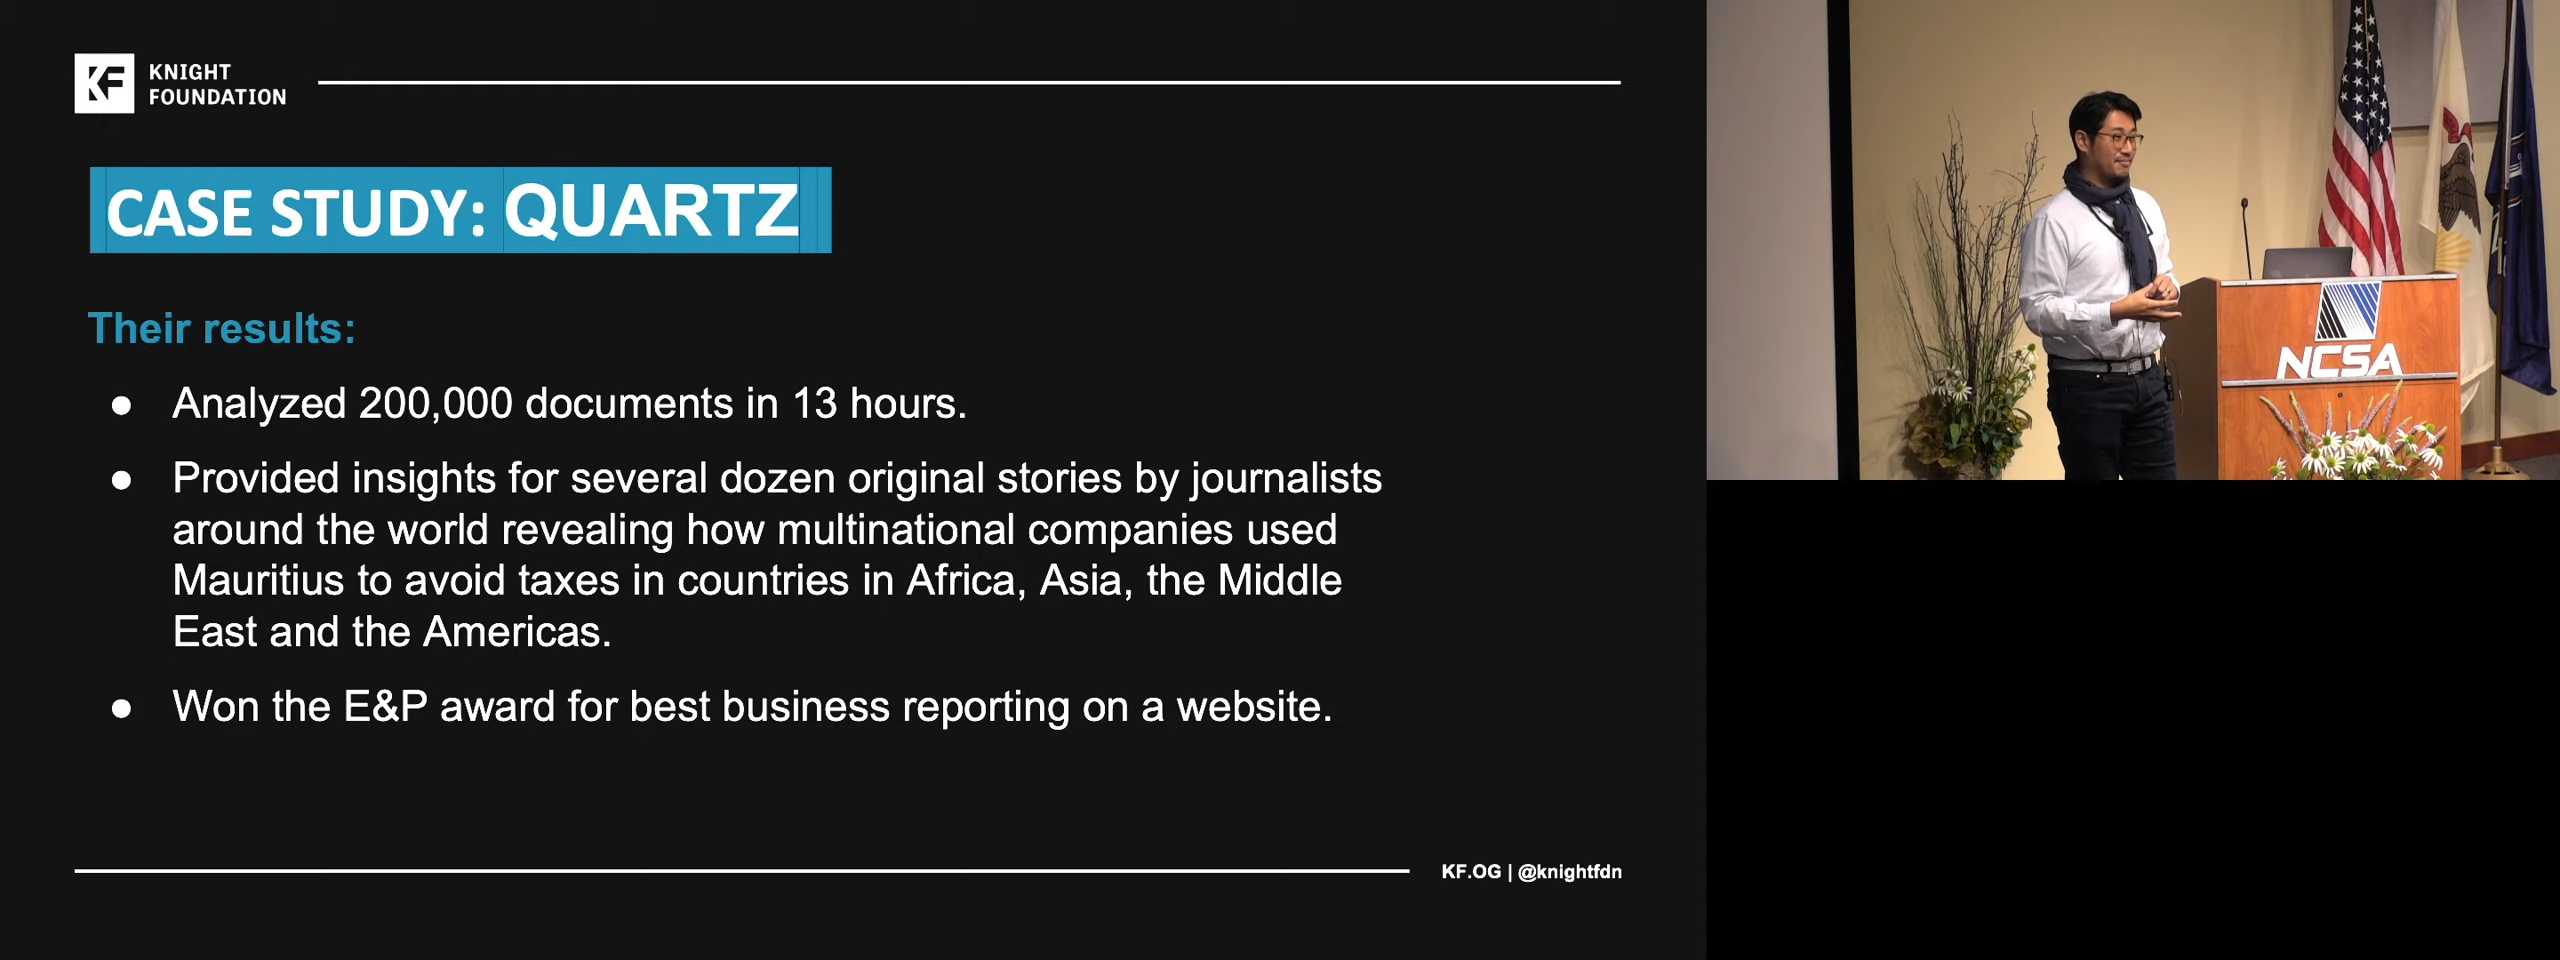 KNIGHT
FOUNDATION
CASE STUDY: QUARTZ
Their results:
● Analyzed 200,000 documents in 13 hours.
● Provided insights for several dozen original stories by journalists
around the world revealing how multinational companies used
Mauritius to avoid taxes in countries in Africa, Asia, the Middle
East and the Americas.
● Won the E&P award for best business reporting on a website.
KF.OG | @knightfdn
NCSA